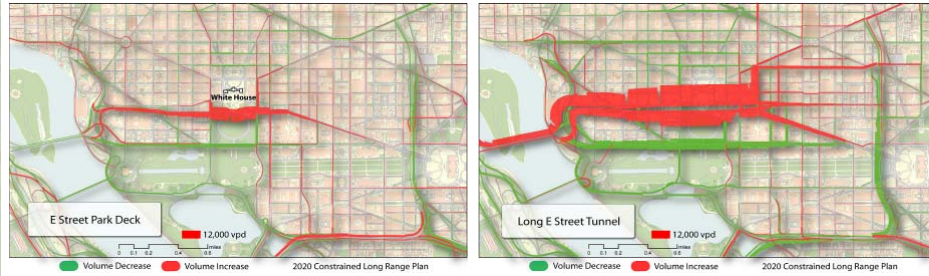 White House
E Street Park Deck
12,000 vpd
0 0.1 0.2 0.4 0.6
miles
Volume Decrease Volume Increase 2020 Constrained Long Range Plan
Long E Street Tunnel
12,000 vpd
0 0.1 0.2 0.4 0.6
miles
Volume Decrease Volume Increase 2020 Constrained Long Range Plan